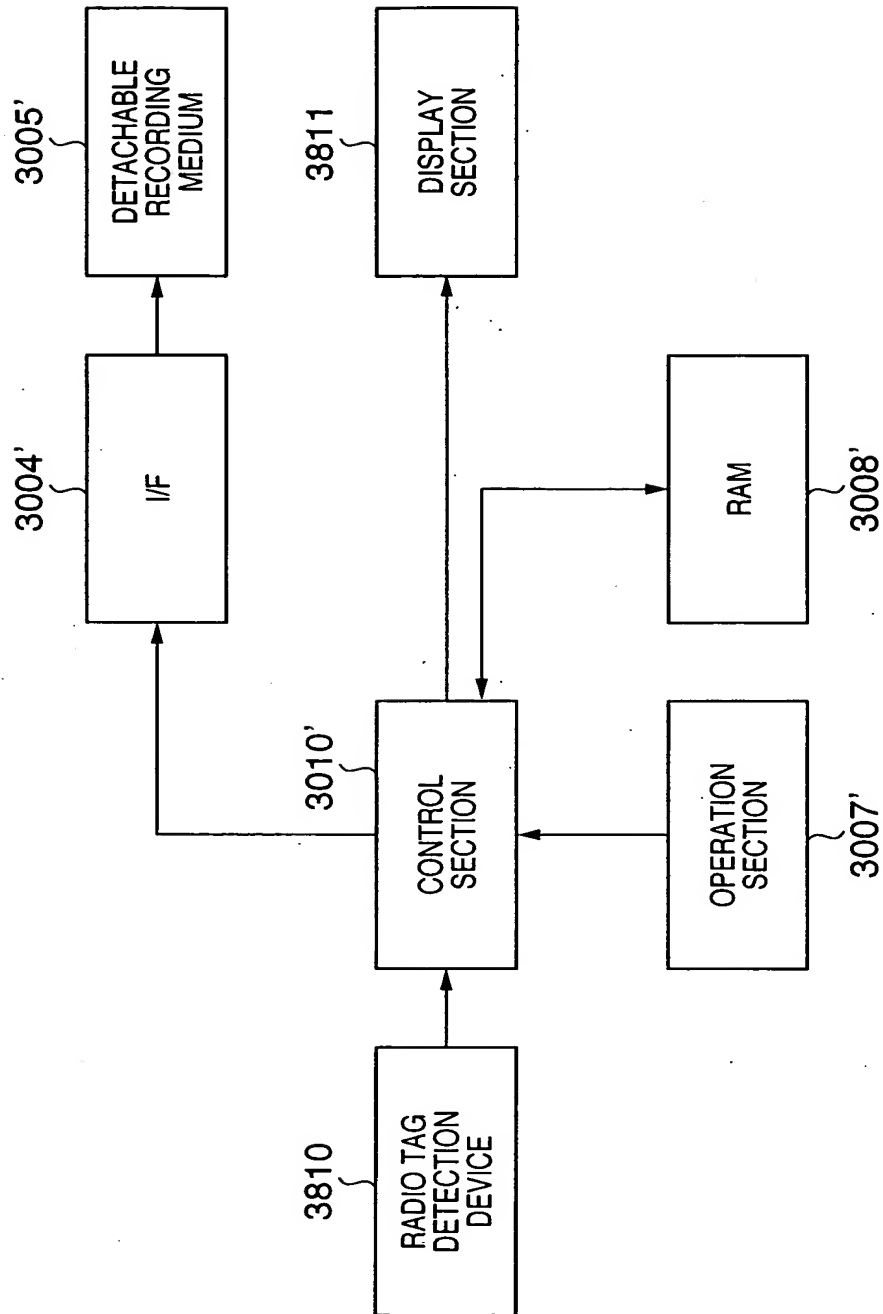 3005'
DETACHABLE
RECORDING
MEDIUM
3004'
I/F
3811
DISPLAY
SECTION
3010'
CONTROL
SECTION
3810
RADIO TAG
DETECTION
DEVICE
RAM
3008'
OPERATION
SECTION
3007'